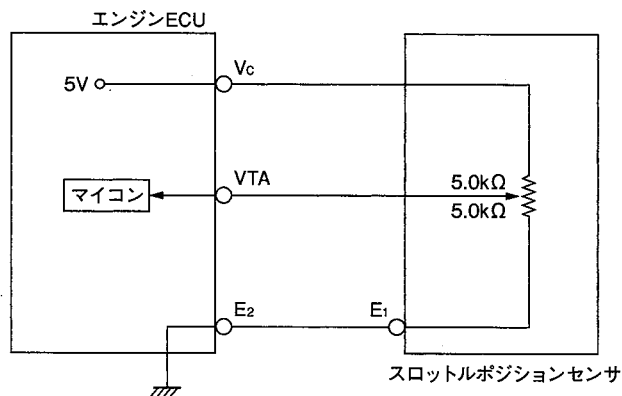 エンジンECU
Vc
5V
VTA
マイコン
5.0kΩ
5.0kΩ
E2
E1
スロットルポジションセンサ